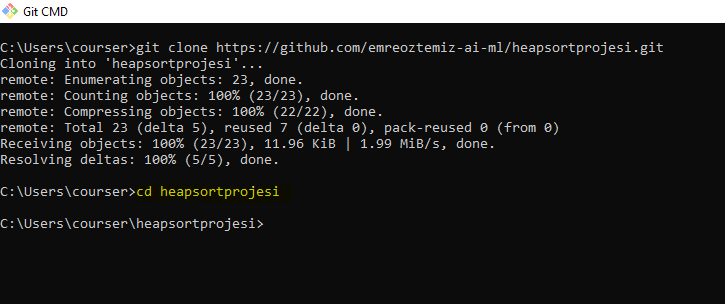 Git CMD
C:\Users\courser>git clone https://github.com/emreoztemiz-ai-ml/heapsortprojesi.git
Cloning into 'heapsortprojesi'...
remote: Enumerating objects: 23, done.
remote: Counting objects: 100% (23/23), done.
remote: Compressing objects: 100% (22/22), done.
remote: Total 23 (delta 5), reused 7 (delta 0), pack-reused 0 (from 0)
Receiving objects: 100% (23/23), 11.96 KiB | 1.99 MiB/s, done.
Resolving deltas: 100% (5/5), done.
C:\Users\courser>cd heapsortprojesi
C:\Users\courser\heapsortprojesi>